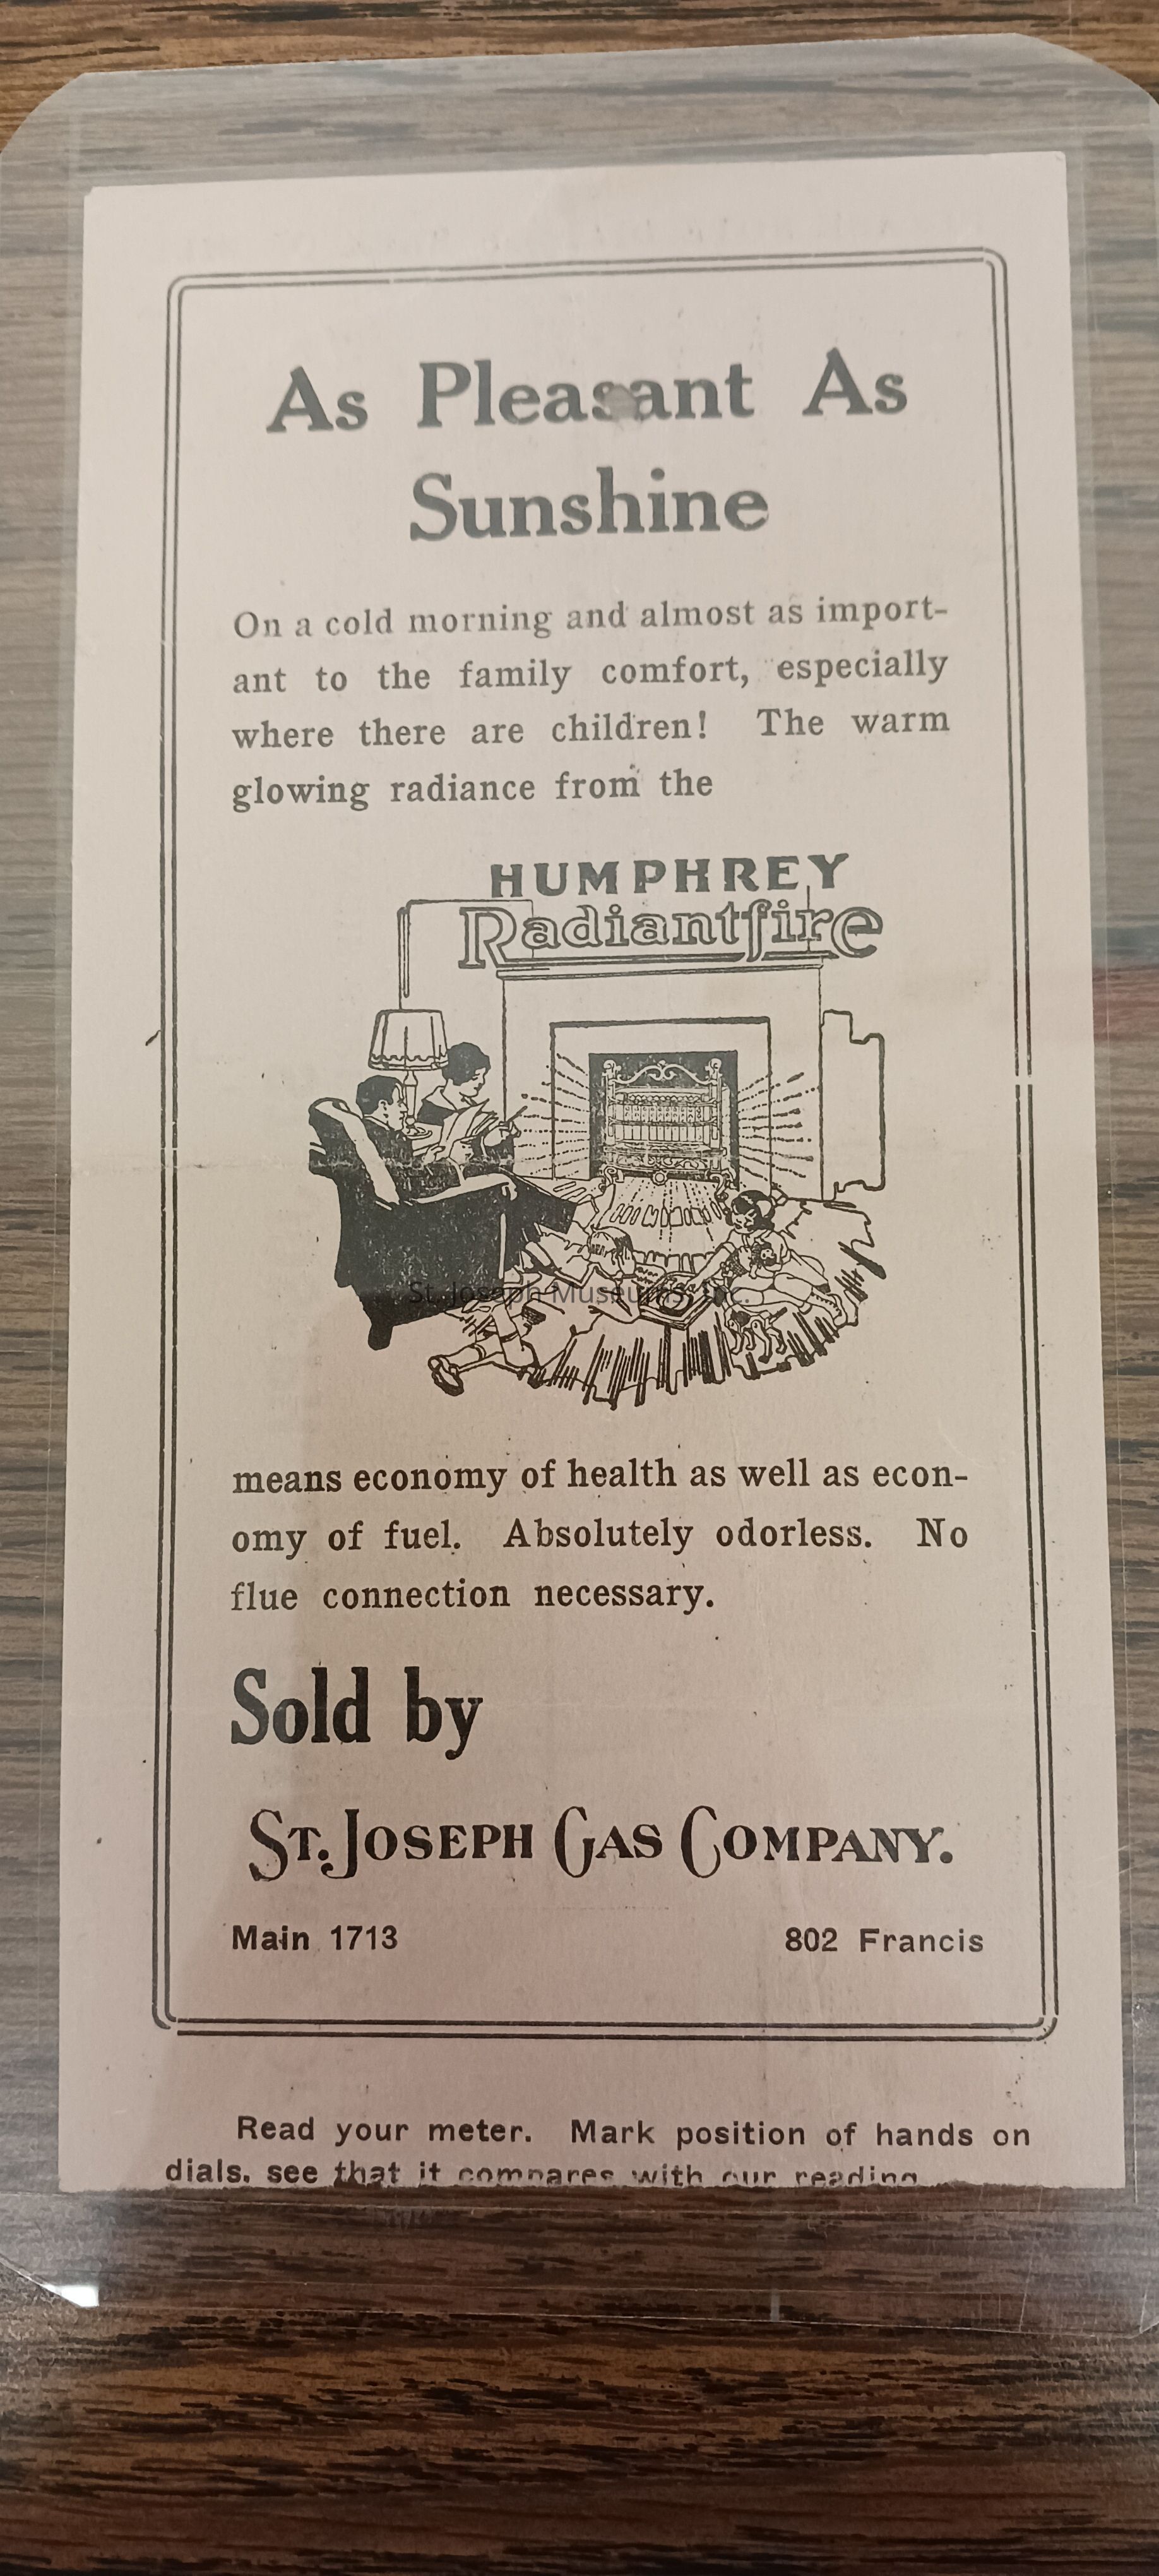 As Pleasant As
Sunshine
On a cold morning and almost as import-
ant to the family comfort, especially
where there are children! The warm
glowing radiance from the
HUMPHREY
Radiantfire
St. Joseph Museums, Inc.
means economy of health as well as econ-
omy of fuel. Absolutely odorless. No
flue connection necessary.
Sold by
ST. JOSEPH GAS COMPANY.
Main 1713 802 Francis
Read your meter. Mark position of hands on
dials, see that it compares with our reading